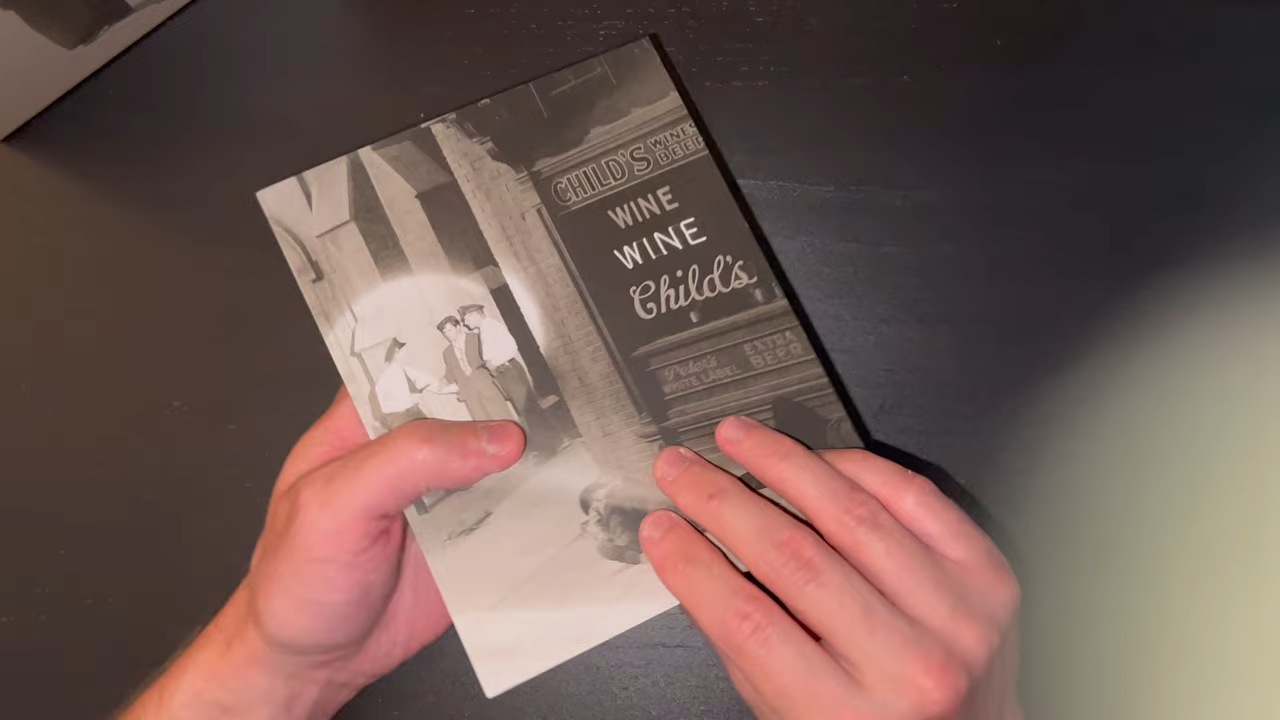 CHILD'S WINES
BEER
WINE
WINE
Child's
Peter's EXTRA
WHITE LABEL BEER